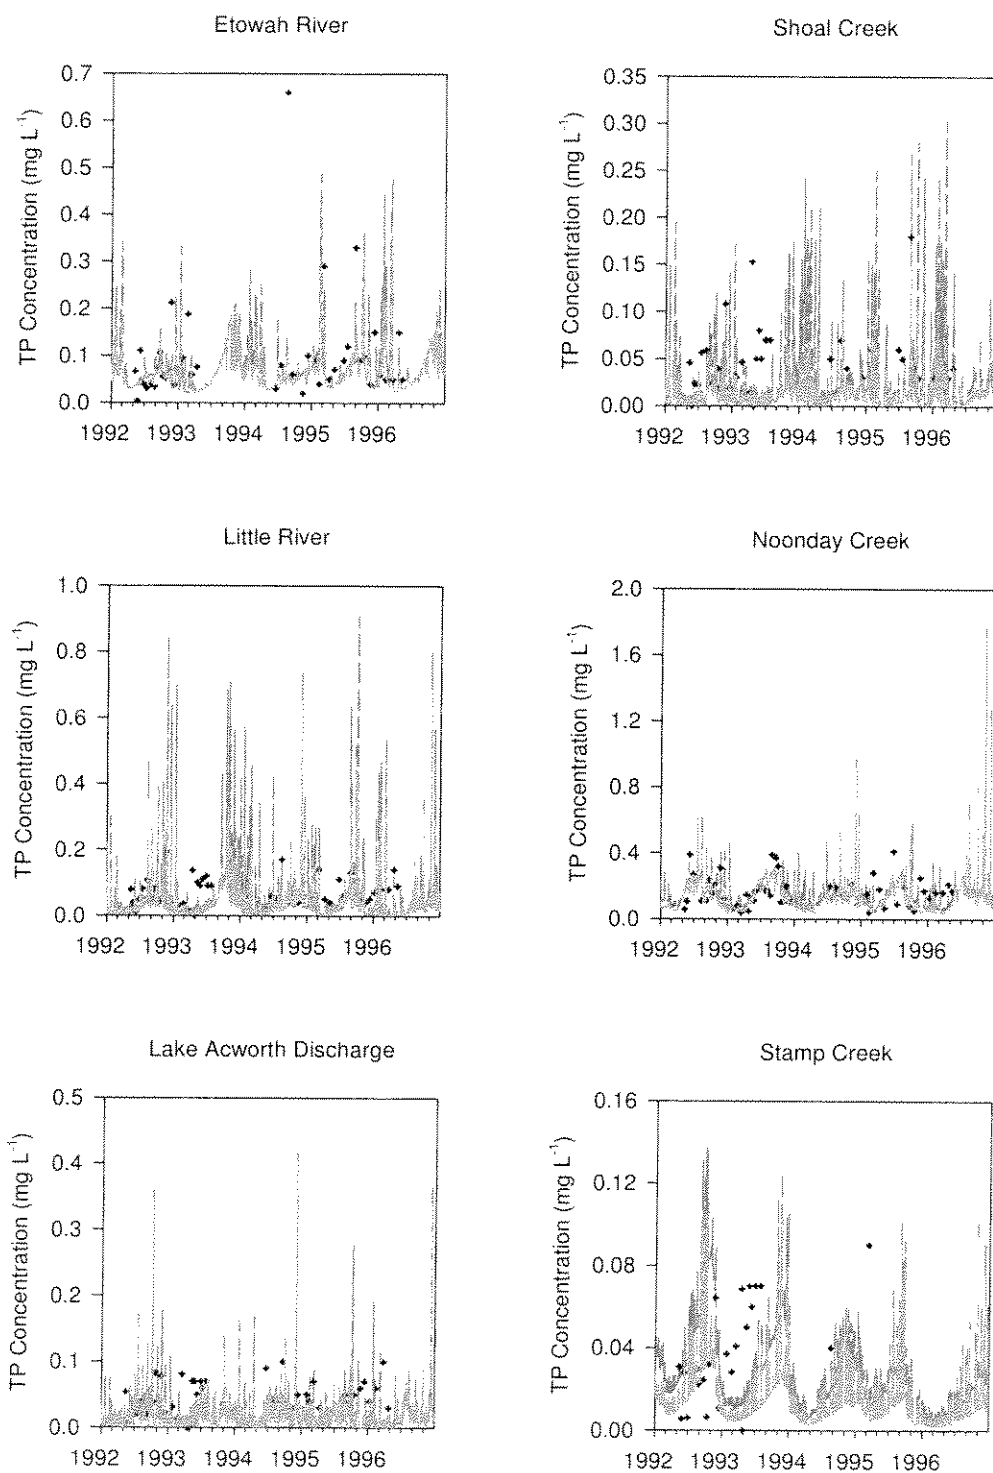 Etowah River
TP Concentration (mg L⁻¹)
0.7
0.6
0.5
0.4
0.3
0.2
0.1
0.0
1992 1993 1994 1995 1996
Shoal Creek
TP Concentration (mg L⁻¹)
0.35
0.30
0.25
0.20
0.15
0.10
0.05
0.00
1992 1993 1994 1995 1996
Little River
TP Concentration (mg L⁻¹)
1.0
0.8
0.6
0.4
0.2
0.0
1992 1993 1994 1995 1996
Noonday Creek
TP Concentration (mg L⁻¹)
2.0
1.6
1.2
0.8
0.4
0.0
1992 1993 1994 1995 1996
Lake Acworth Discharge
TP Concentration (mg L⁻¹)
0.5
0.4
0.3
0.2
0.1
0.0
1992 1993 1994 1995 1996
Stamp Creek
TP Concentration (mg L⁻¹)
0.16
0.12
0.08
0.04
0.00
1992 1993 1994 1995 1996